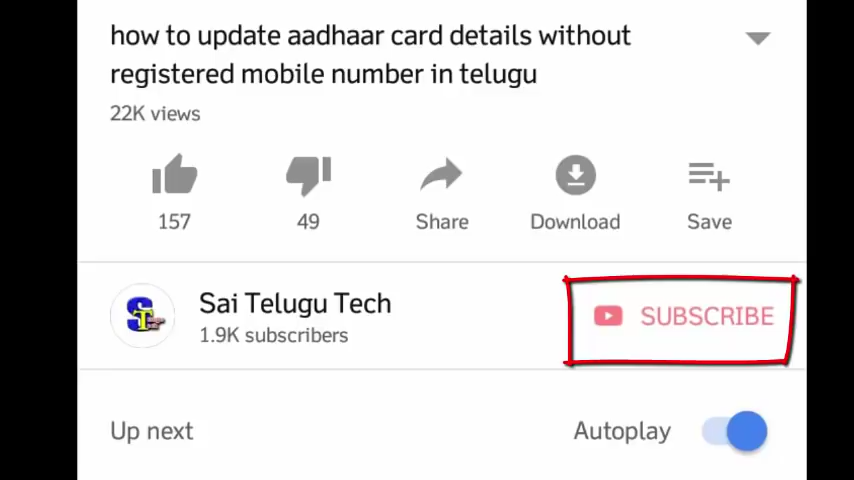 how to update aadhaar card details without
registered mobile number in telugu
22K views
157 49 Share Download Save
Sai Telugu Tech
1.9K subscribers
SUBSCRIBE
Up next Autoplay